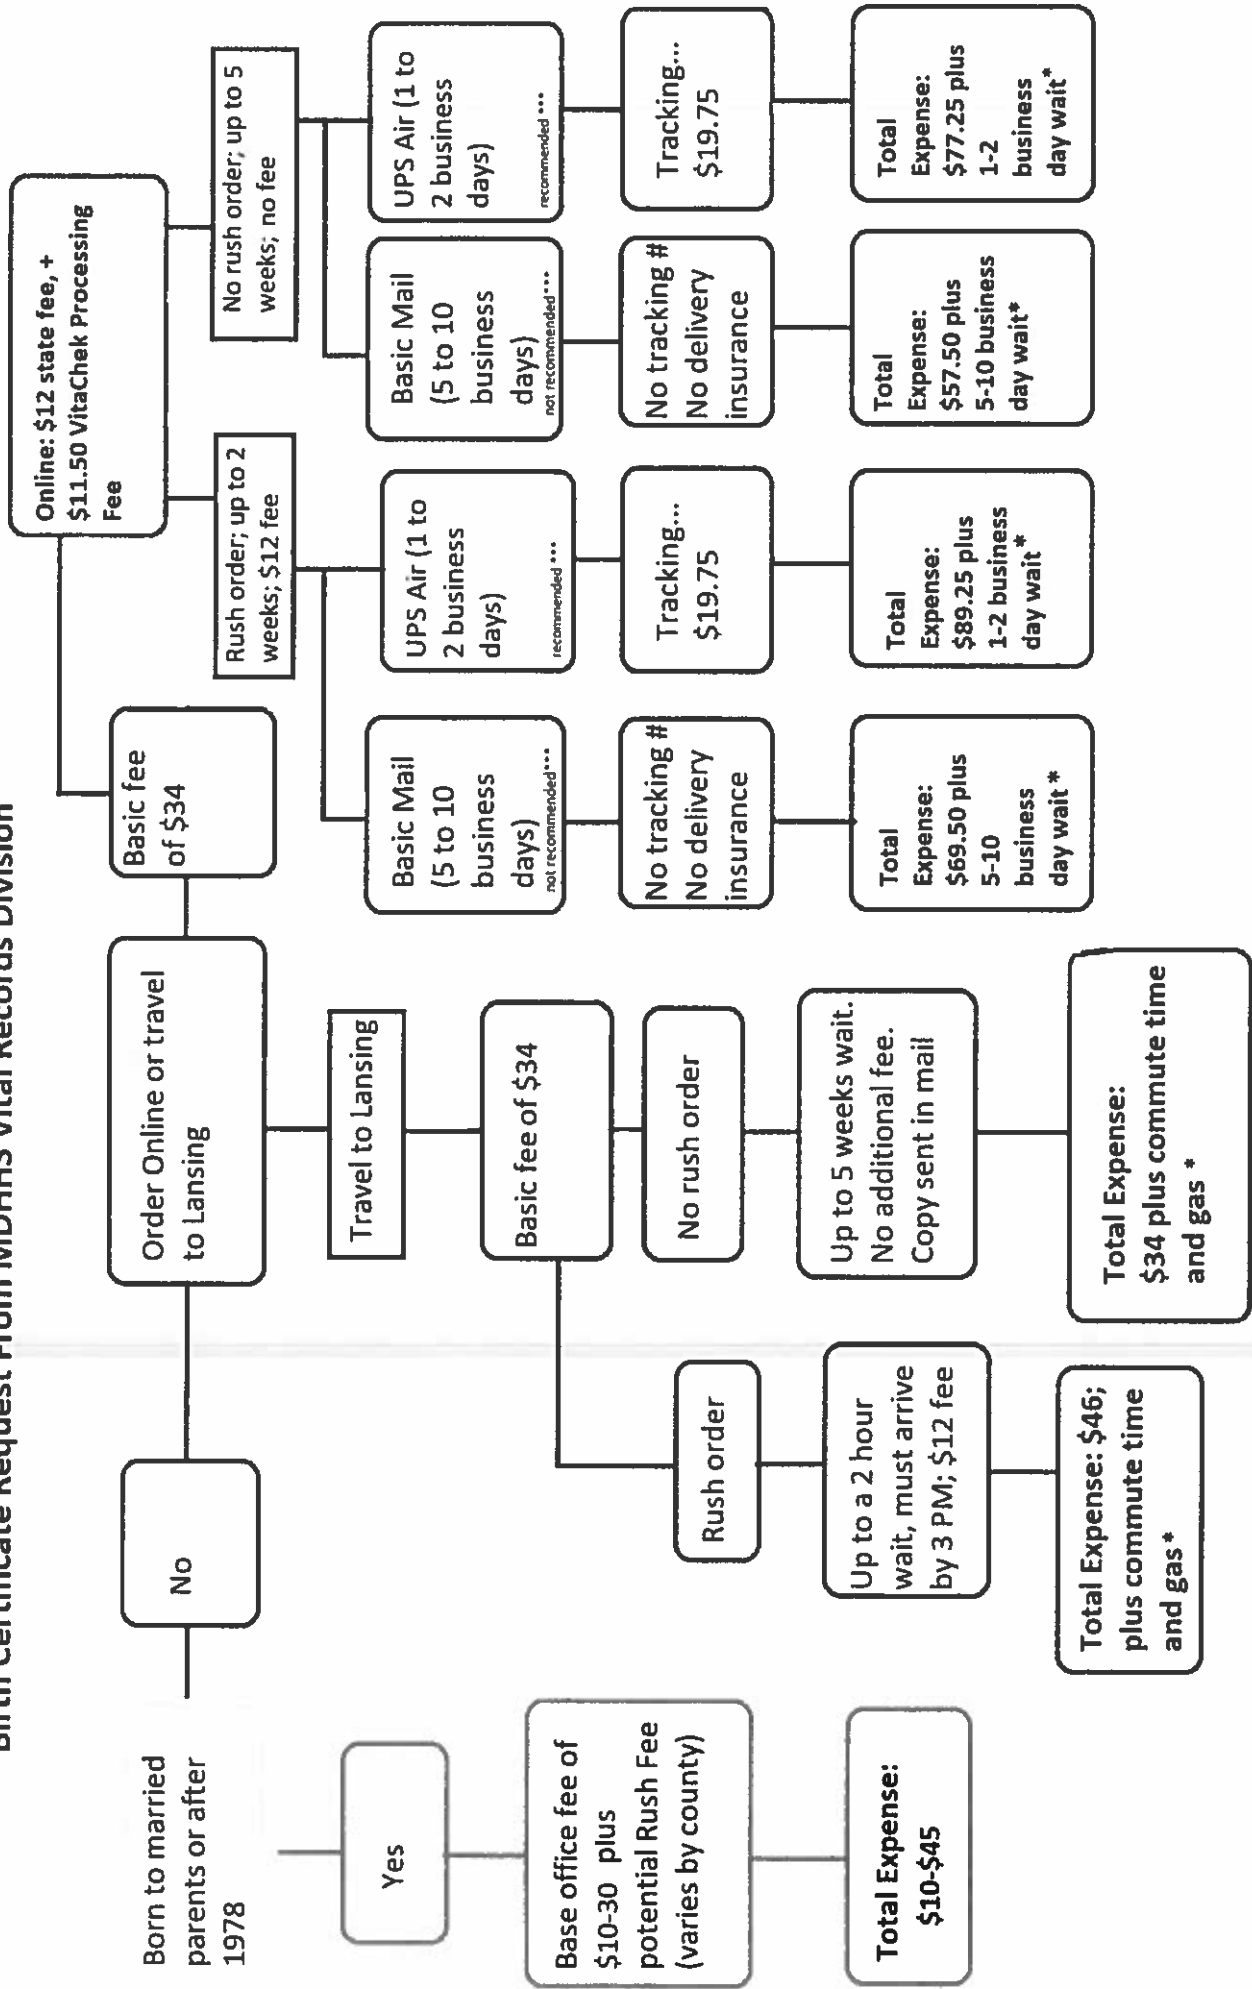 Birth Certificate Request From MDHHS Vital Records Division
Born to married
parents or after
1978
No
Order Online or travel
to Lansing
Basic fee
of $34
Online: $12 state fee, +
$11.50 VitaChek Processing
Fee
Yes
Base office fee of
$10-30 plus
potential Rush Fee
(varies by county)
Total Expense:
$10-$45
Travel to Lansing
Basic fee of $34
Rush order
Up to a 2 hour
wait, must arrive
by 3 PM; $12 fee
Total Expense: $46;
plus commute time
and gas*
No rush order
Up to 5 weeks wait.
No additional fee.
Copy sent in mail
Total Expense:
$34 plus commute time
and gas *
Rush order; up to 2
weeks; $12 fee
Basic Mail
(5 to 10
business
days)
not recommended...
No tracking #
No delivery
insurance
Total
Expense:
$69.50 plus
5-10
business
day wait *
UPS Air (1 to
2 business
days)
recommended ...
Tracking...
$19.75
Total
Expense:
$89.25 plus
1-2 business
day wait*
No rush order; up to 5
weeks; no fee
Basic Mail
(5 to 10
business
days)
not recommended...
No tracking #
No delivery
insurance
Total
Expense:
$57.50 plus
5-10 business
day wait*
UPS Air (1 to
2 business
days)
recommended ...
Tracking...
$19.75
Total
Expense:
$77.25 plus
1-2
business
day wait*